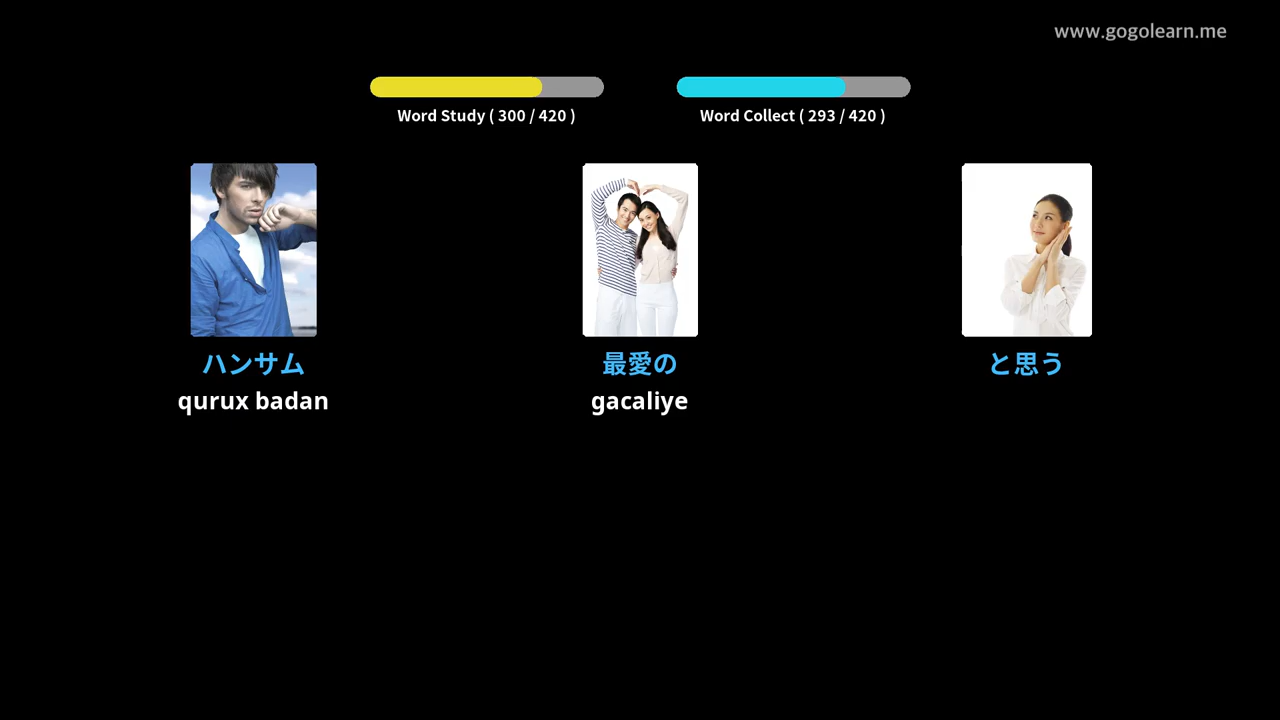 www.gogolearn.me
Word Study ( 300 / 420 )
Word Collect ( 293 / 420 )
ハンサム
qurux badan
最愛の
gacaliye
と思う